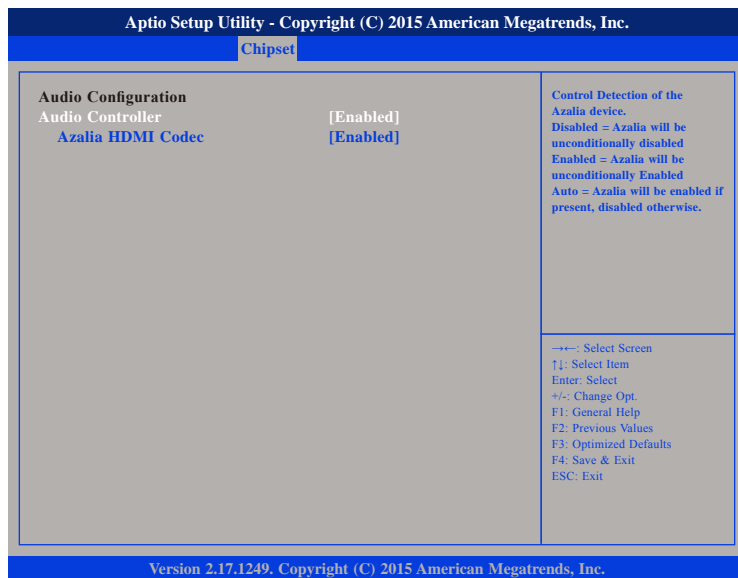 Aptio Setup Utility - Copyright (C) 2015 American Megatrends, Inc.
Chipset
Audio Configuration
Audio Controller [Enabled]
Azalia HDMI Codec [Enabled]
Control Detection of the
Azalia device.
Disabled = Azalia will be
unconditionally disabled
Enabled = Azalia will be
unconditionally Enabled
Auto = Azalia will be enabled if
present, disabled otherwise.
→←: Select Screen
↑↓: Select Item
Enter: Select
+/-: Change Opt.
F1: General Help
F2: Previous Values
F3: Optimized Defaults
F4: Save & Exit
ESC: Exit
Version 2.17.1249. Copyright (C) 2015 American Megatrends, Inc.